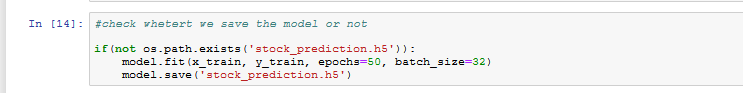 In [14]: #check whetert we save the model or not
if(not os.path.exists('stock_prediction.h5')):
model.fit(x_train, y_train, epochs=50, batch_size=32)
model.save('stock_prediction.h5')